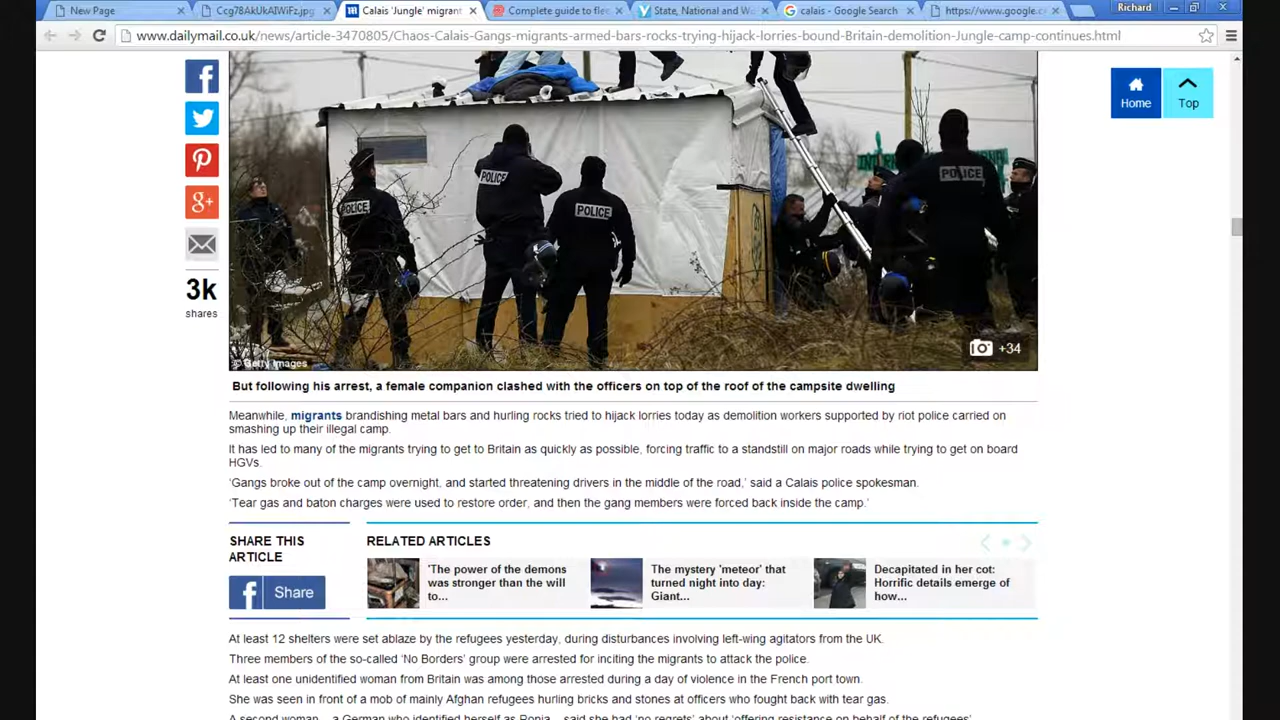 New Page
Ccg78AkUkAIWiFz.jpg
Calais 'Jungle' migrant
Complete guide to fle
State, National and Wo
calais - Google Search
https://www.google.c
Richard
www.dailymail.co.uk/news/article-3470805/Chaos-Calais-Gangs-migrants-armed-bars-rocks-trying-hijack-lorries-bound-Britain-demolition-Jungle-camp-continues.html
Home
Top
3k
shares
POLICE
POLICE
POLICE
POLICE
© Getty Images
+34
But following his arrest, a female companion clashed with the officers on top of the roof of the campsite dwelling
Meanwhile, migrants brandishing metal bars and hurling rocks tried to hijack lorries today as demolition workers supported by riot police carried on
smashing up their illegal camp.
It has led to many of the migrants trying to get to Britain as quickly as possible, forcing traffic to a standstill on major roads while trying to get on board
HGVs.
‘Gangs broke out of the camp overnight, and started threatening drivers in the middle of the road,’ said a Calais police spokesman.
‘Tear gas and baton charges were used to restore order, and then the gang members were forced back inside the camp.’
SHARE THIS
ARTICLE
Share
RELATED ARTICLES
'The power of the demons
was stronger than the will
to...
The mystery 'meteor' that
turned night into day:
Giant...
Decapitated in her cot:
Horrific details emerge of
how...
At least 12 shelters were set ablaze by the refugees yesterday, during disturbances involving left-wing agitators from the UK.
Three members of the so-called ‘No Borders’ group were arrested for inciting the migrants to attack the police.
At least one unidentified woman from Britain was among those arrested during a day of violence in the French port town.
She was seen in front of a mob of mainly Afghan refugees hurling bricks and stones at officers who fought back with tear gas.
A second woman – a German who identified herself as Ronja – said she had ‘no regrets’ about ‘offering resistance on behalf of the refugees’